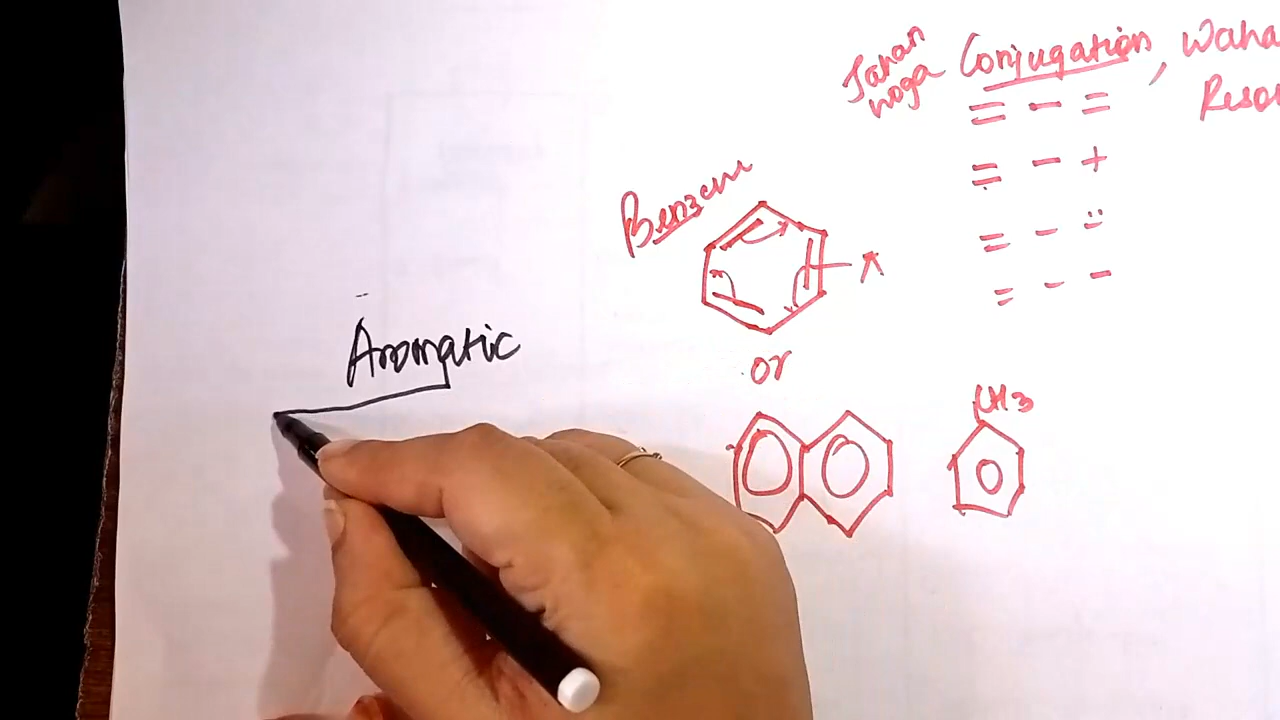 Jahan Conjugation, Waha
hoga Reso
= - =
= - +
= - ..
= - -
Benzene
Aromatic
or
CH3